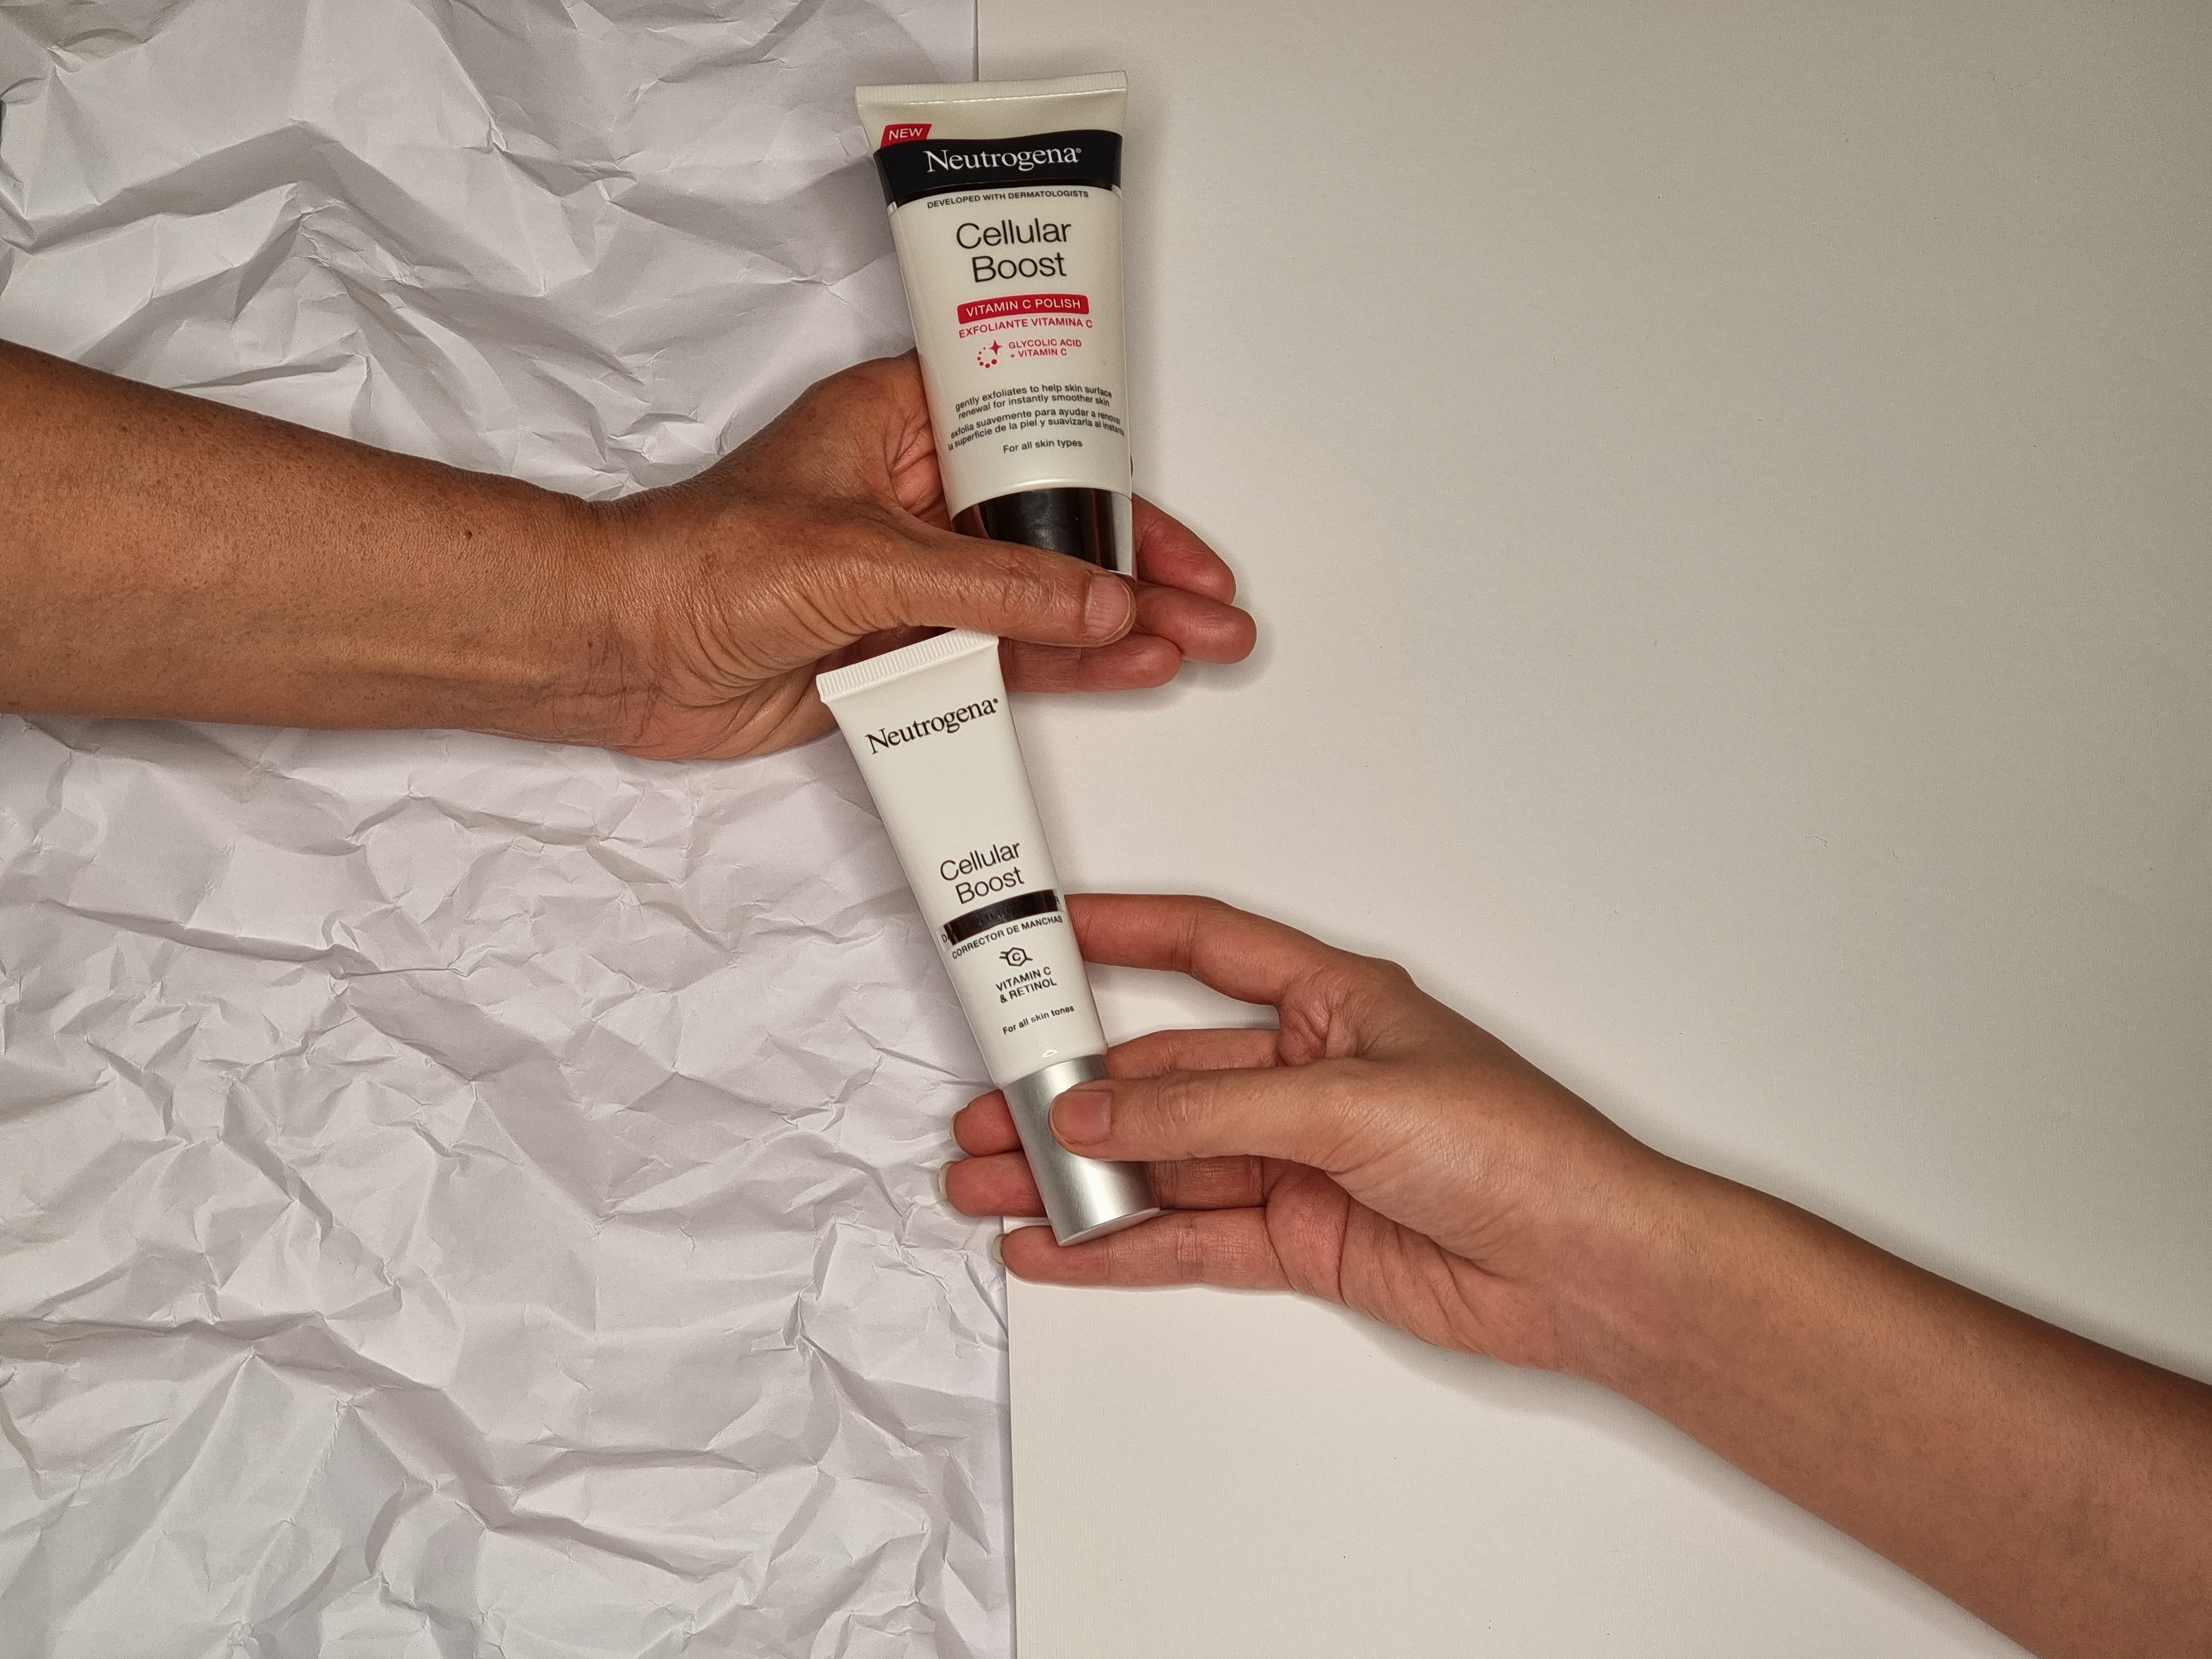 NEW
Neutrogena®
DEVELOPED WITH DERMATOLOGISTS
Cellular
Boost
VITAMIN C POLISH
EXFOLIANTE VITAMINA C
GLYCOLIC ACID
+ VITAMIN C
gently exfoliates to help skin surface
renewal for instantly smoother skin
exfolia suavemente para ayudar a renovar
la superficie de la piel y suavizarla al instante
For all skin types
Neutrogena®
Cellular
Boost
CORRECTOR DE MANCHAS
C
VITAMIN C
& RETINOL
For all skin tones